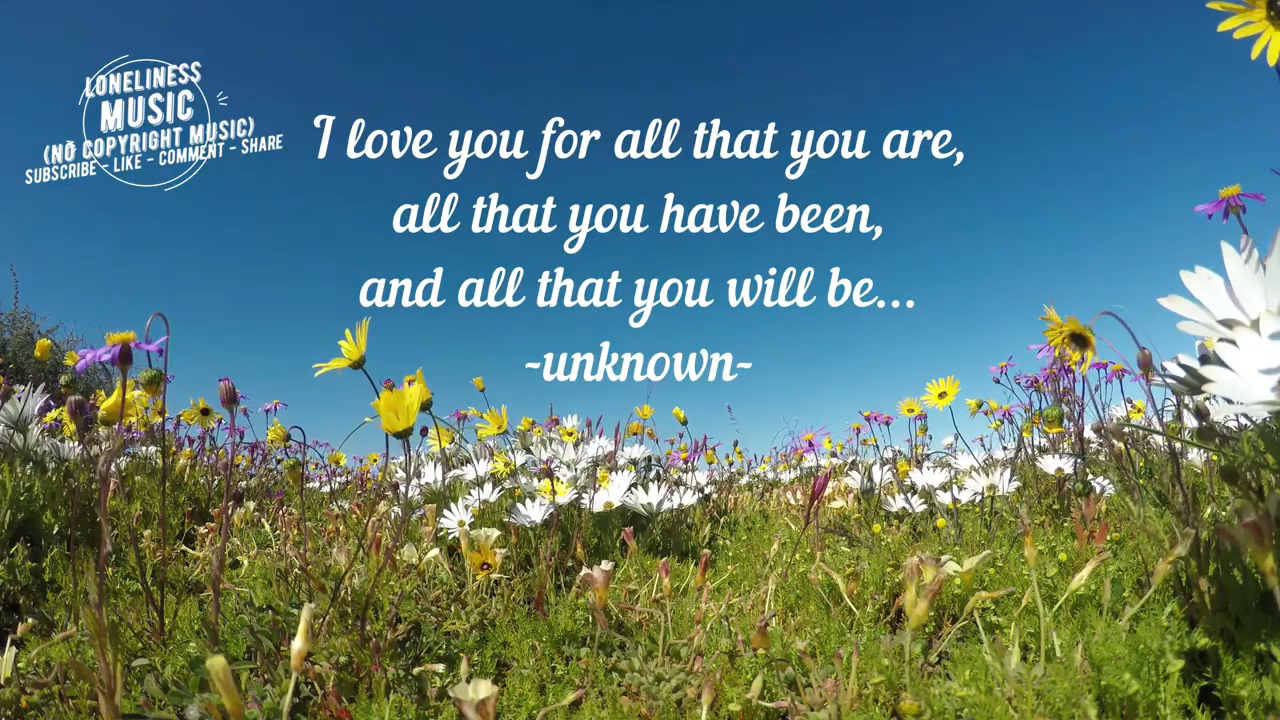 LONELINESS
MUSIC
(NO COPYRIGHT MUSIC)
SUBSCRIBE - LIKE - COMMENT - SHARE
I love you for all that you are,
all that you have been,
and all that you will be...
-unknown-